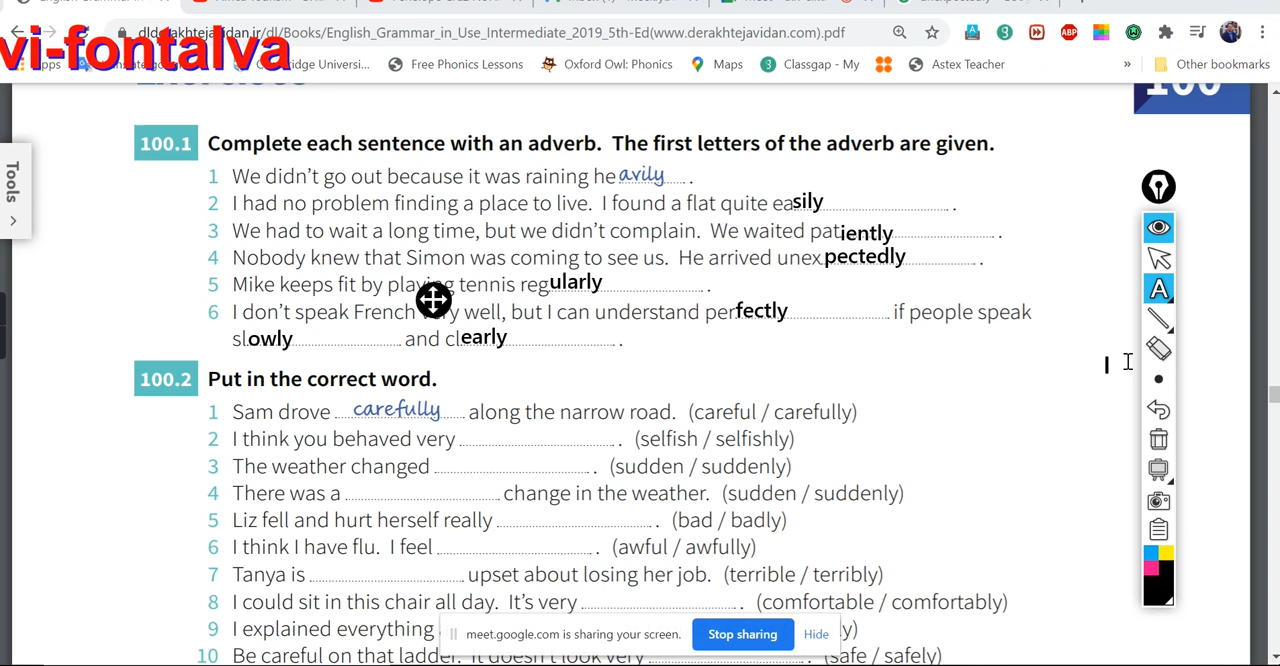 vi-fontalva
dl.derakhtejavidan.ir/dl/Books/English_Grammar_in_Use_Intermediate_2019_5th-Ed(www.derakhtejavidan.com).pdf
Free Phonics Lessons Oxford Owl: Phonics Maps Classgap - My Astex Teacher » Other bookmarks
Exercises 100
100.1 Complete each sentence with an adverb. The first letters of the adverb are given.
1 We didn't go out because it was raining heavily.
2 I had no problem finding a place to live. I found a flat quite easily.
3 We had to wait a long time, but we didn't complain. We waited patiently.
4 Nobody knew that Simon was coming to see us. He arrived unexpectedly.
5 Mike keeps fit by playing tennis regularly.
6 I don't speak French very well, but I can understand perfectly if people speak
slowly and clearly.
100.2 Put in the correct word.
1 Sam drove carefully along the narrow road. (careful / carefully)
2 I think you behaved very . (selfish / selfishly)
3 The weather changed . (sudden / suddenly)
4 There was a change in the weather. (sudden / suddenly)
5 Liz fell and hurt herself really . (bad / badly)
6 I think I have flu. I feel . (awful / awfully)
7 Tanya is upset about losing her job. (terrible / terribly)
8 I could sit in this chair all day. It's very . (comfortable / comfortably)
9 I explained everything
meet.google.com is sharing your screen. Stop sharing Hide
10 Be careful on that ladder. It doesn't look very . (safe / safely)
Tools
A
ABP